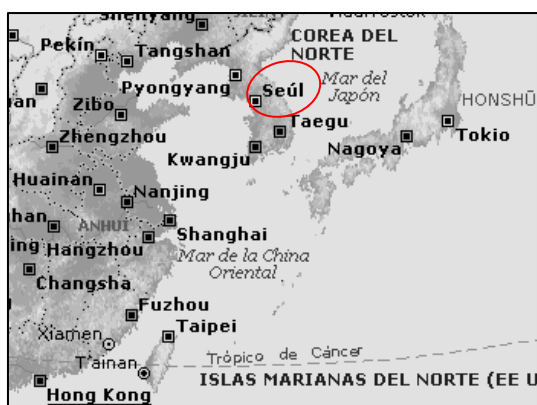 Shenyang
Pekín
Tangshan
COREA DEL
NORTE
Pyongyang
Seúl
Mar del
Japón
HONSHŪ
Zibo
Taegu
Tokio
Zhengzhou
Kwangju
Nagoya
Huainan
Nanjing
han
ANHUI
Shanghai
ing
Hangzhou
Mar de la China
Oriental
Changsha
Fuzhou
Xiamen
Taipei
Tainan
Trópico de Cáncer
ISLAS MARIANAS DEL NORTE (EE U
Hong Kong